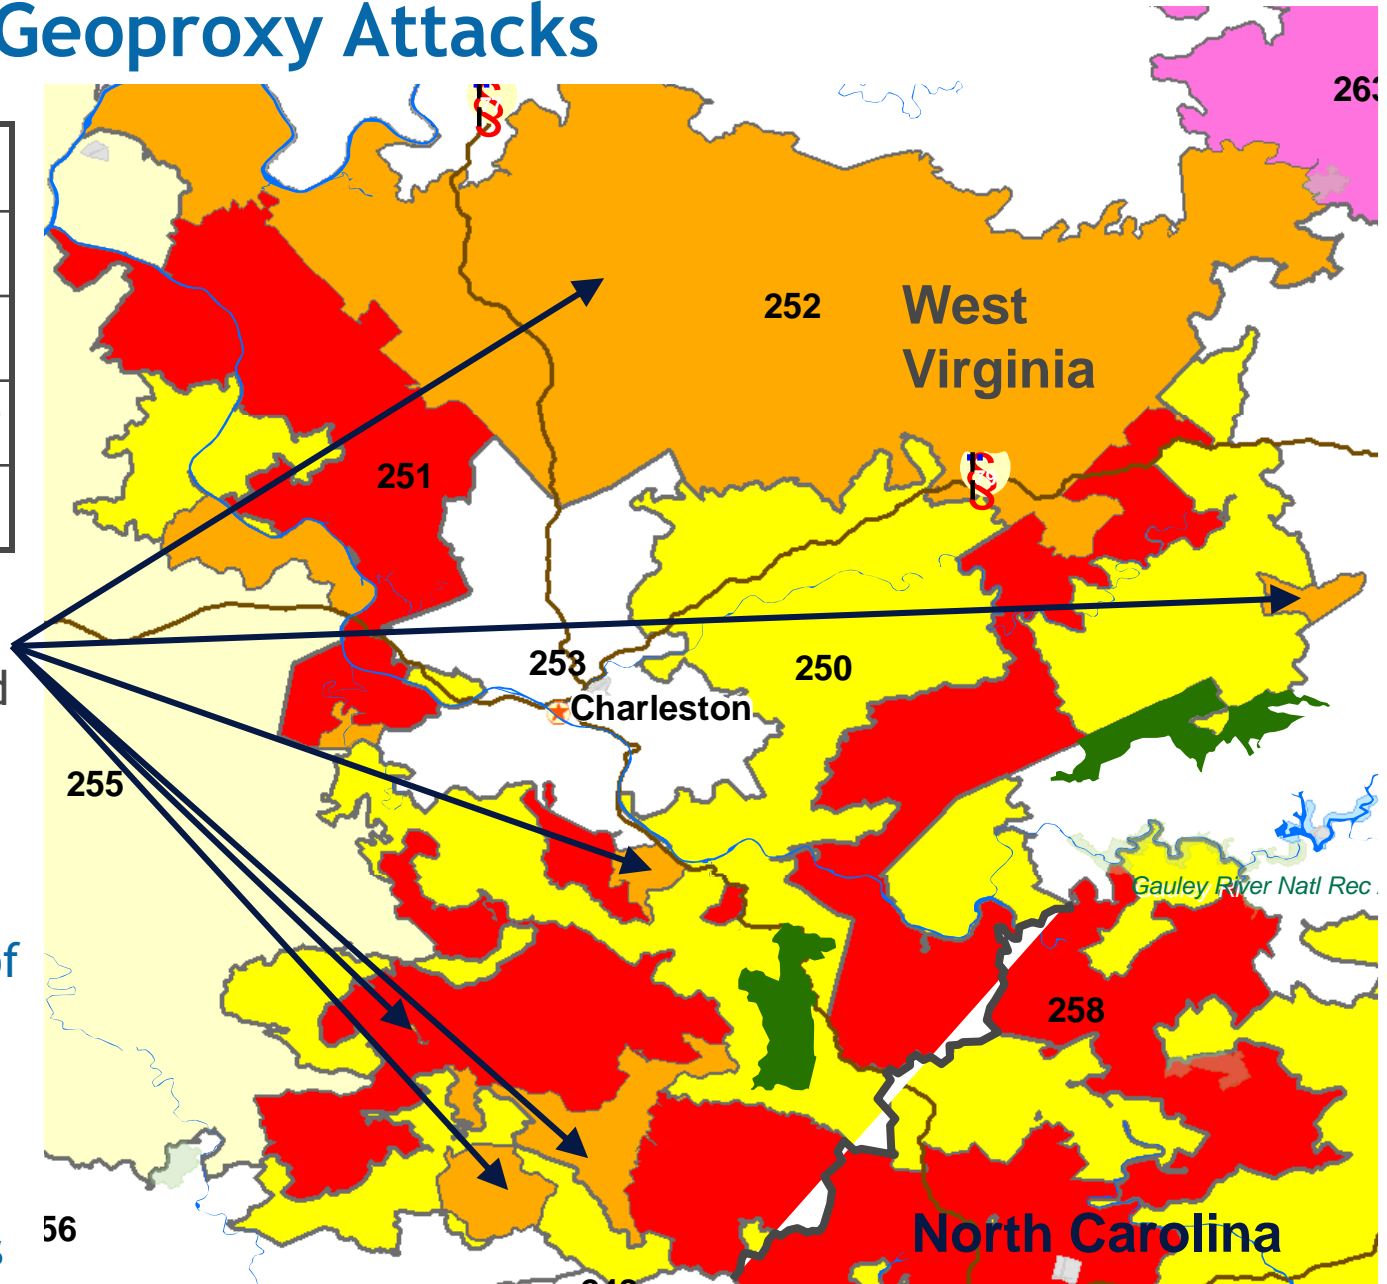 Geoproxy Attacks
263
252
West
Virginia
251
253
250
Charleston
d
255
Gauley River Natl Rec
of
258
56
North Carolina
s